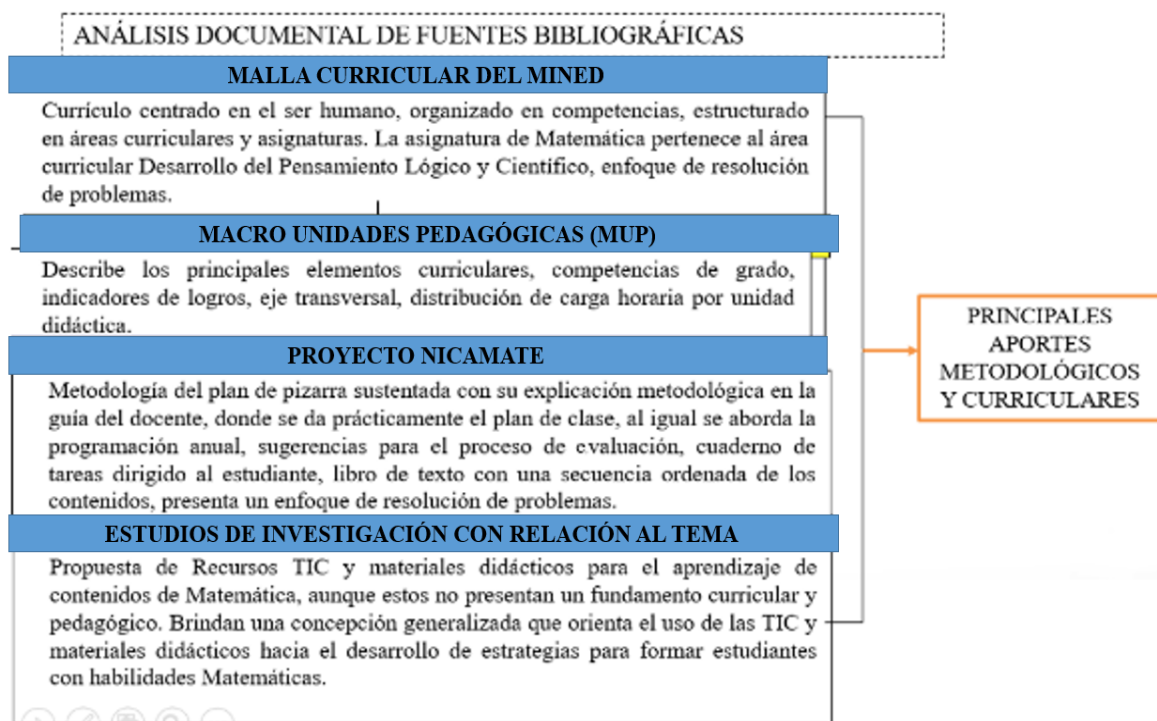 ANÁLISIS DOCUMENTAL DE FUENTES BIBLIOGRÁFICAS
MALLA CURRICULAR DEL MINED
Currículo centrado en el ser humano, organizado en competencias, estructurado
en áreas curriculares y asignaturas. La asignatura de Matemática pertenece al área
curricular Desarrollo del Pensamiento Lógico y Científico, enfoque de resolución
de problemas.
MACRO UNIDADES PEDAGÓGICAS (MUP)
Describe los principales elementos curriculares, competencias de grado,
indicadores de logros, eje transversal, distribución de carga horaria por unidad
didáctica.
PROYECTO NICAMATE
Metodología del plan de pizarra sustentada con su explicación metodológica en la
guía del docente, donde se da prácticamente el plan de clase, al igual se aborda la
programación anual, sugerencias para el proceso de evaluación, cuaderno de
tareas dirigido al estudiante, libro de texto con una secuencia ordenada de los
contenidos, presenta un enfoque de resolución de problemas.
ESTUDIOS DE INVESTIGACIÓN CON RELACIÓN AL TEMA
Propuesta de Recursos TIC y materiales didácticos para el aprendizaje de
contenidos de Matemática, aunque estos no presentan un fundamento curricular y
pedagógico. Brindan una concepción generalizada que orienta el uso de las TIC y
materiales didácticos hacia el desarrollo de estrategias para formar estudiantes
con habilidades Matemáticas.
PRINCIPALES
APORTES
METODOLÓGICOS
Y CURRICULARES